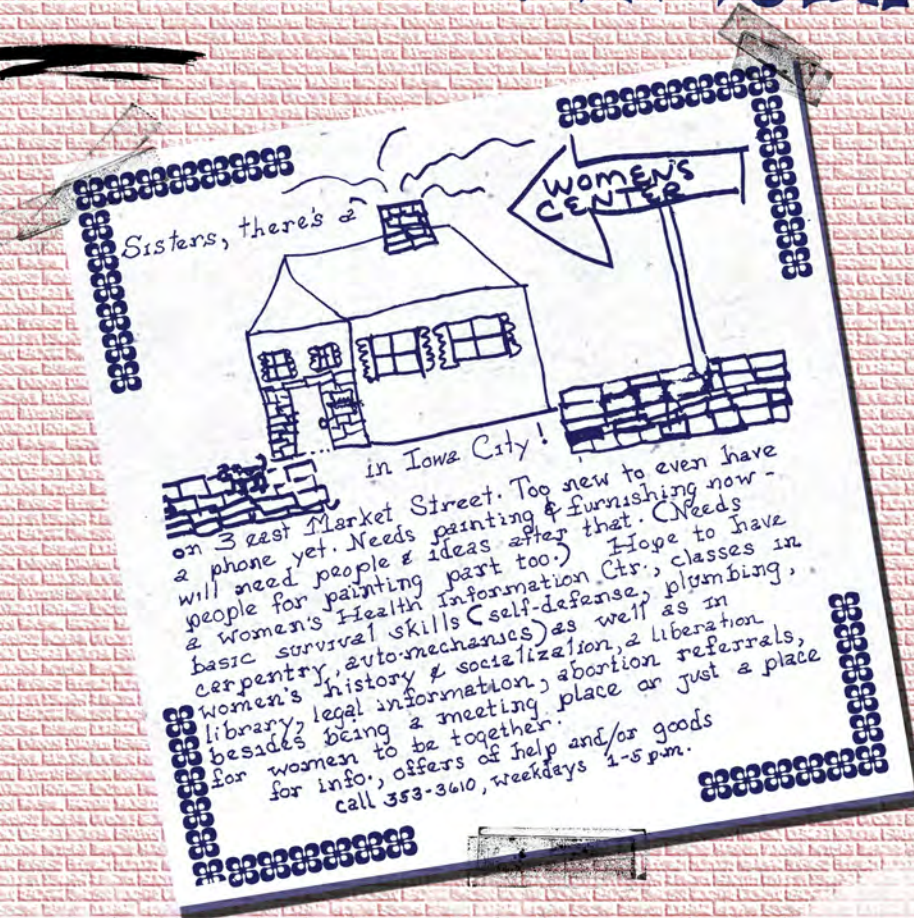 Sisters, there's a
WOMEN'S
CENTER
in Iowa City!
on 3 east Market Street. Too new to even have
a phone yet. Needs painting & furnishing now -
will need people & ideas after that. (Needs
people for painting part too.) Hope to have
a Women's Health Information Ctr., classes in
basic survival skills (self-defense, plumbing,
carpentry, auto-mechanics) as well as in
women's history & socialization, a liberation
library, legal information, abortion referrals,
besides being a meeting place or just a place
for women to be together.
for info., offers of help and/or goods
call 353-3610, weekdays 1-5 p.m.